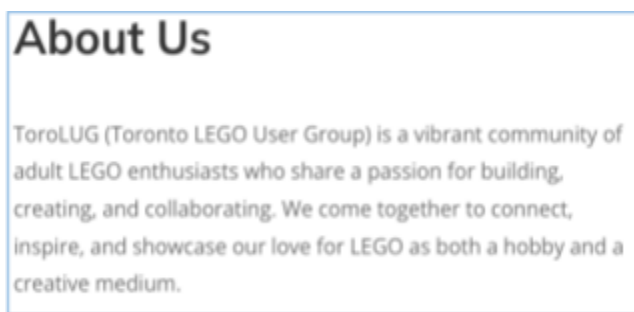 About Us
ToroLUG (Toronto LEGO User Group) is a vibrant community of
adult LEGO enthusiasts who share a passion for building,
creating, and collaborating. We come together to connect,
inspire, and showcase our love for LEGO as both a hobby and a
creative medium.